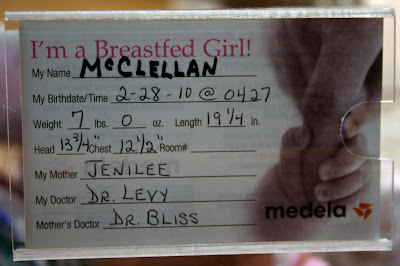 I'm a Breastfed Girl!
My Name McCLELLAN
My Birthdate/Time 2-28-10 @ 0427
Weight 7 lbs. 0 oz. Length 19 1/4 in.
Head 13 3/4" Chest 12 1/2" Room#
My Mother JENILEE
My Doctor DR. LEVY
Mother's Doctor DR. BLISS
medela